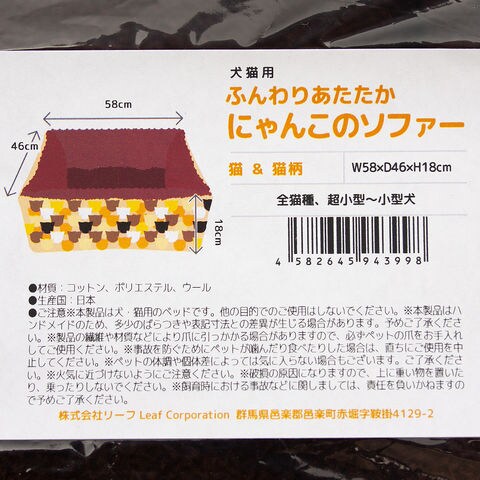 犬猫用
ふんわりあたたか
にゃんこのソファー
猫 & 猫柄
W58×D46×H18cm
全猫種、超小型〜小型犬
58cm
46cm
18cm
4 582645 943998
●材質：コットン、ポリエステル、ウール
●生産国：日本
●ご注意※本製品は犬・猫用のベッドです。他の目的でのご使用はしないでください。※本製品はハ
ンドメイドのため、多少のばらつきや表記寸法との差異が生じる場合があります。予めご了承くださ
い。※製品の繊維や材質などにより爪に引っかかる場合が有りますので、必ずペットの爪をお手入れ
してご使用ください。※事故を防ぐためにペットが噛んだり食べたりした場合は、直ちにご使用を中
止してください。※ペットの体調や個体差によっては気に入らない場合もございます。ご了承くださ
い。※火気に近づけないようにご注意ください。※破損の原因になりますので、上に重い物を置いた
り、乗ったりしないでください。※飼育時における事故などに関しましては、責任を負いかねますの
で予めご了承ください。
株式会社リーフ Leaf Corporation 群馬県邑楽郡邑楽町赤堀字鞍掛4129-2